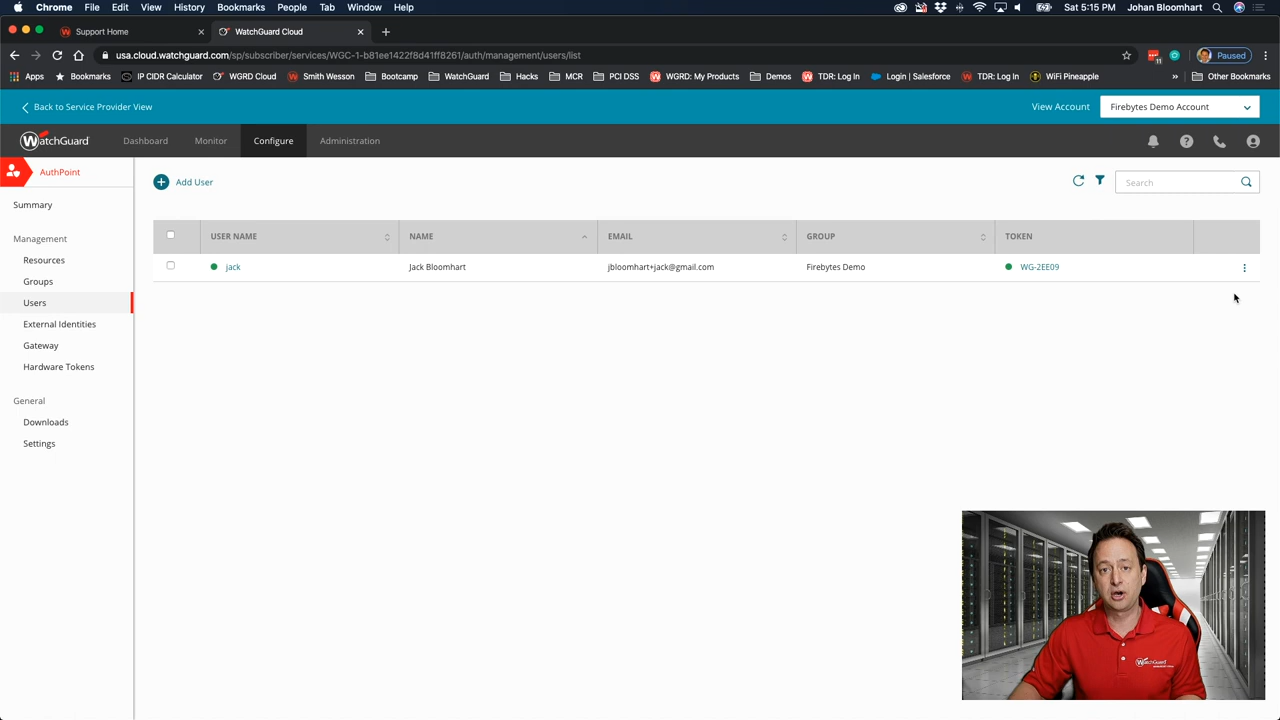 Chrome File Edit View History Bookmarks People Tab Window Help Sat 5:15 PM Johan Bloomhart
Support Home WatchGuard Cloud
usa.cloud.watchguard.com/sp/subscriber/services/WGC-1-b81ee1422f8d41ff8261/auth/management/users/list 11 Paused
Apps Bookmarks IP CIDR Calculator WGRD Cloud Smith Wesson Bootcamp WatchGuard Hacks MCR PCI DSS WGRD: My Products Demos TDR: Log In Login | Salesforce TDR: Log In WiFi Pineapple » Other Bookmarks
Back to Service Provider View View Account Firebytes Demo Account
WatchGuard Dashboard Monitor Configure Administration
AuthPoint
Add User Search
Summary
Management
Resources
Groups
Users
External Identities
Gateway
Hardware Tokens
General
Downloads
Settings
USER NAME NAME EMAIL GROUP TOKEN
jack Jack Bloomhart jbloomhart+jack@gmail.com Firebytes Demo WG-2EE09
WatchGuard